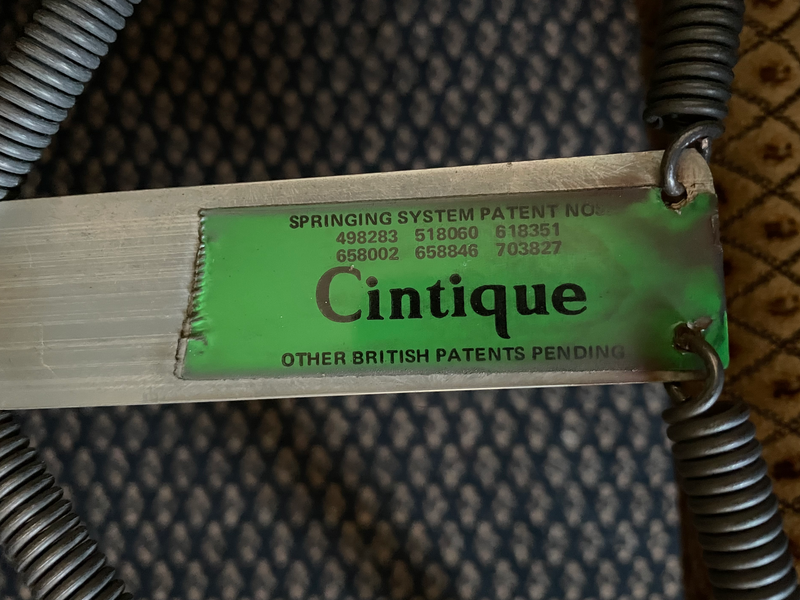 SPRINGING SYSTEM PATENT NOS.
498283 518060 618351
658002 658846 703827
Cintique
OTHER BRITISH PATENTS PENDING